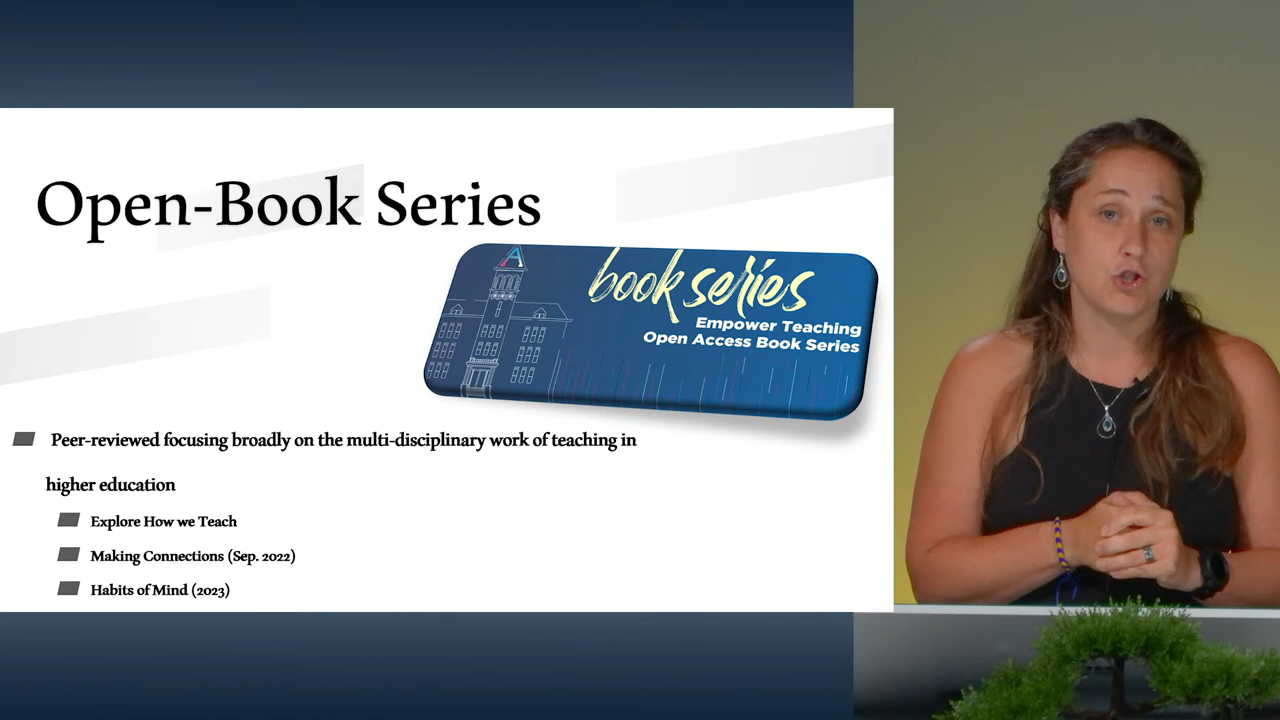 Open-Book Series
A
book series
Empower Teaching
Open Access Book Series
Peer-reviewed focusing broadly on the multi-disciplinary work of teaching in
higher education
Explore How we Teach
Making Connections (Sep. 2022)
Habits of Mind (2023)